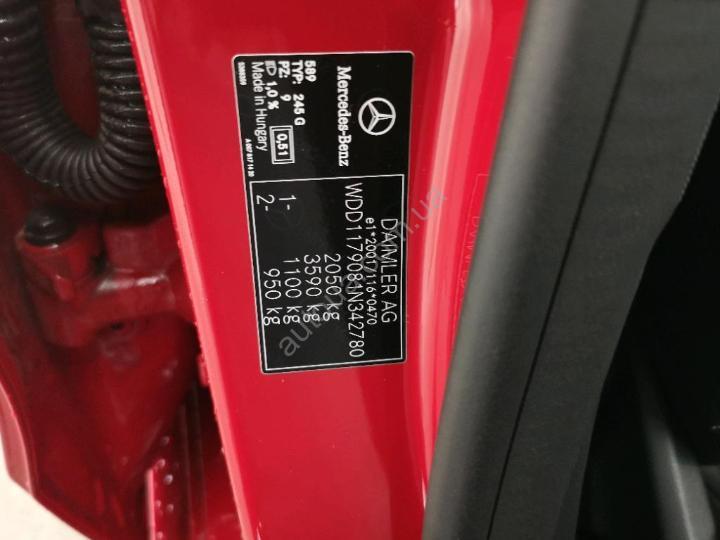 Mercedes-Benz
DAIMLER AG
e1*2001/116*0470
WDD1179081N342780
2050 kg
3590 kg
1- 1100 kg
2- 950 kg
589
TYP: 245 G
PZ: 9
ID 1,0 % 0,51
Made in Hungary